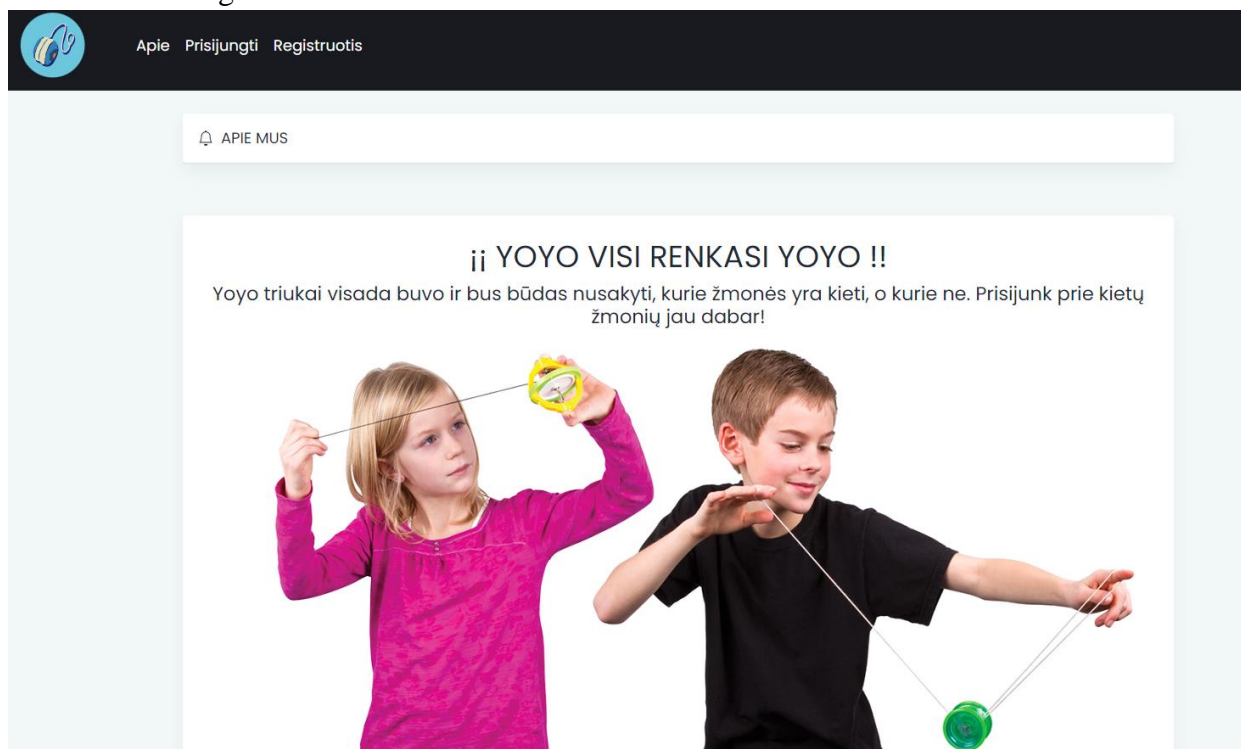 Apie Prisijungti Registruotis
APIE MUS
¡¡ YOYO VISI RENKASI YOYO !!
Yoyo triukai visada buvo ir bus būdas nusakyti, kurie žmonės yra kieti, o kurie ne. Prisijunk prie kietų
žmonių jau dabar!